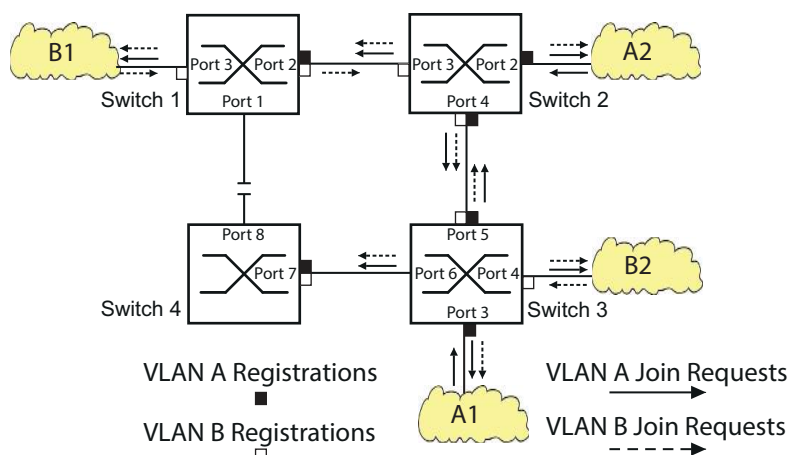 B1
Port 3
Port 2
Switch 1
Port 1
Port 3
Port 2
A2
Port 4
Switch 2
Port 8
Port 7
Switch 4
Port 5
Port 6
Port 4
B2
Port 3
Switch 3
A1
VLAN A Registrations
VLAN B Registrations
VLAN A Join Requests
VLAN B Join Requests